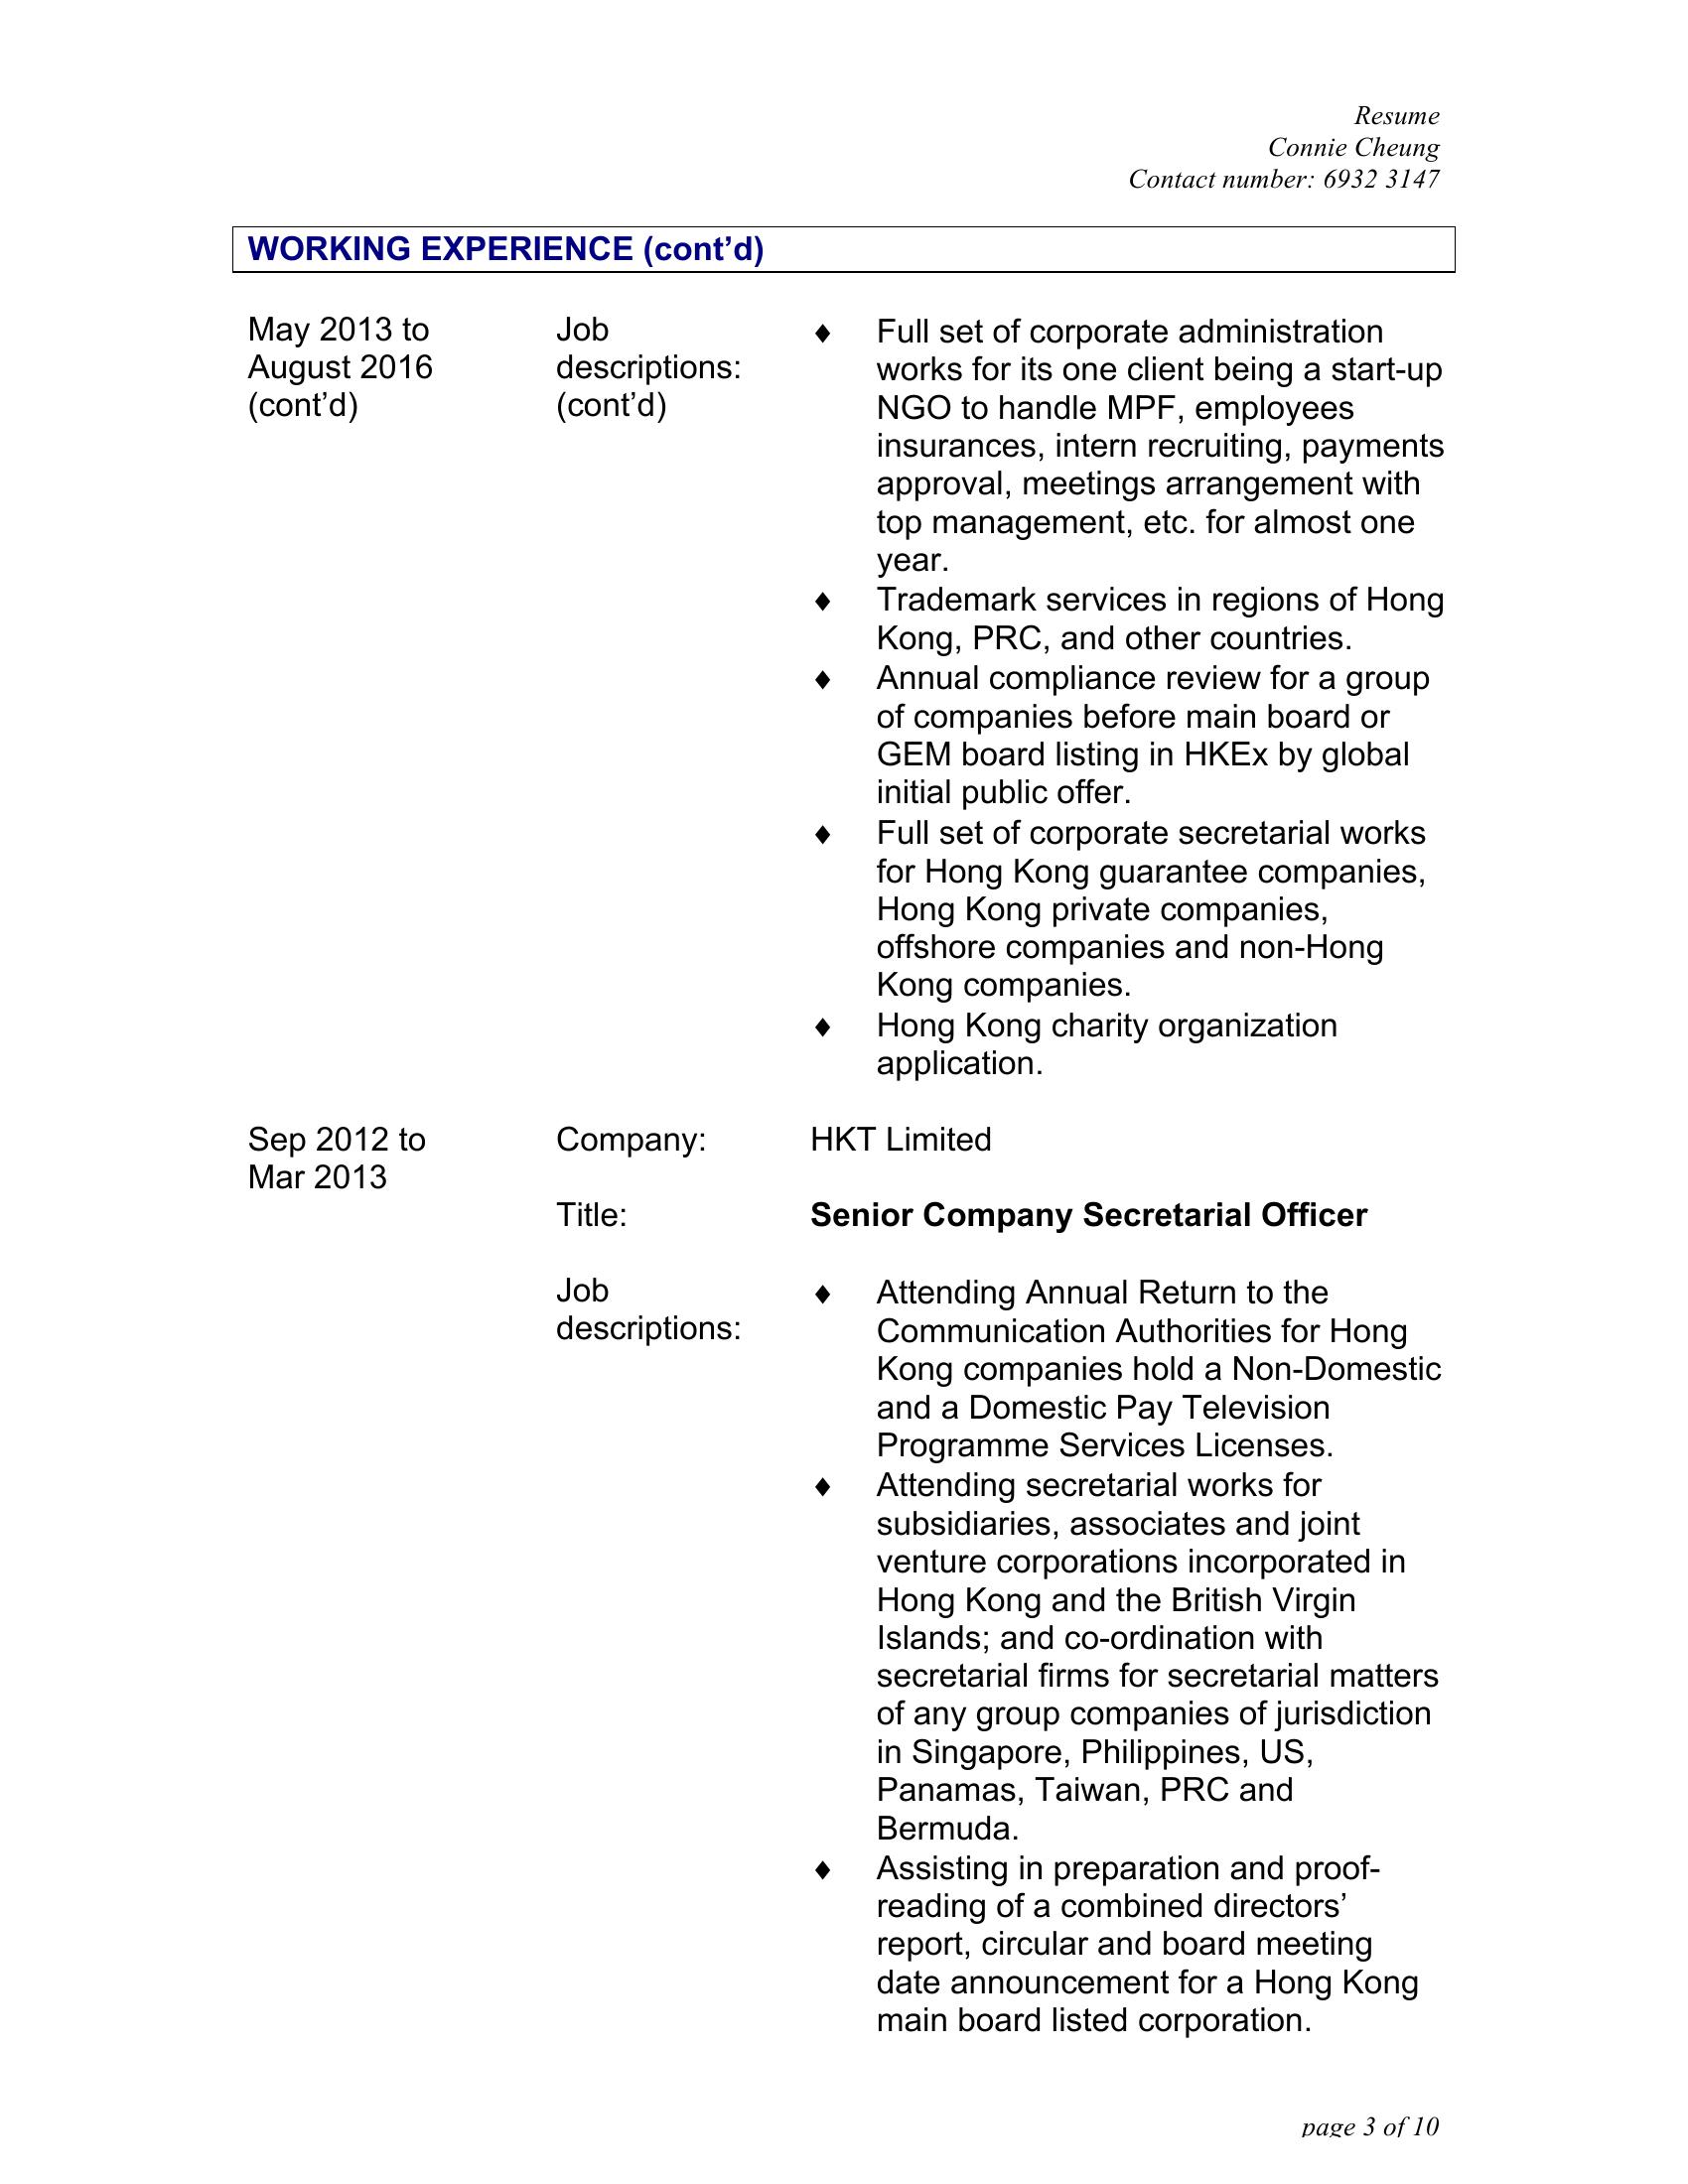 Resume
Connie Cheung
Contact number: 6932 3147
WORKING EXPERIENCE (cont’d)
May 2013 to
August 2016
(cont’d)
Job
descriptions:
(cont’d)
♦ Full set of corporate administration
works for its one client being a start-up
NGO to handle MPF, employees
insurances, intern recruiting, payments
approval, meetings arrangement with
top management, etc. for almost one
year.
♦ Trademark services in regions of Hong
Kong, PRC, and other countries.
♦ Annual compliance review for a group
of companies before main board or
GEM board listing in HKEx by global
initial public offer.
♦ Full set of corporate secretarial works
for Hong Kong guarantee companies,
Hong Kong private companies,
offshore companies and non-Hong
Kong companies.
♦ Hong Kong charity organization
application.
Sep 2012 to
Mar 2013
Company: HKT Limited
Title: Senior Company Secretarial Officer
Job
descriptions:
♦ Attending Annual Return to the
Communication Authorities for Hong
Kong companies hold a Non-Domestic
and a Domestic Pay Television
Programme Services Licenses.
♦ Attending secretarial works for
subsidiaries, associates and joint
venture corporations incorporated in
Hong Kong and the British Virgin
Islands; and co-ordination with
secretarial firms for secretarial matters
of any group companies of jurisdiction
in Singapore, Philippines, US,
Panamas, Taiwan, PRC and
Bermuda.
♦ Assisting in preparation and proof-
reading of a combined directors’
report, circular and board meeting
date announcement for a Hong Kong
main board listed corporation.
page 3 of 10